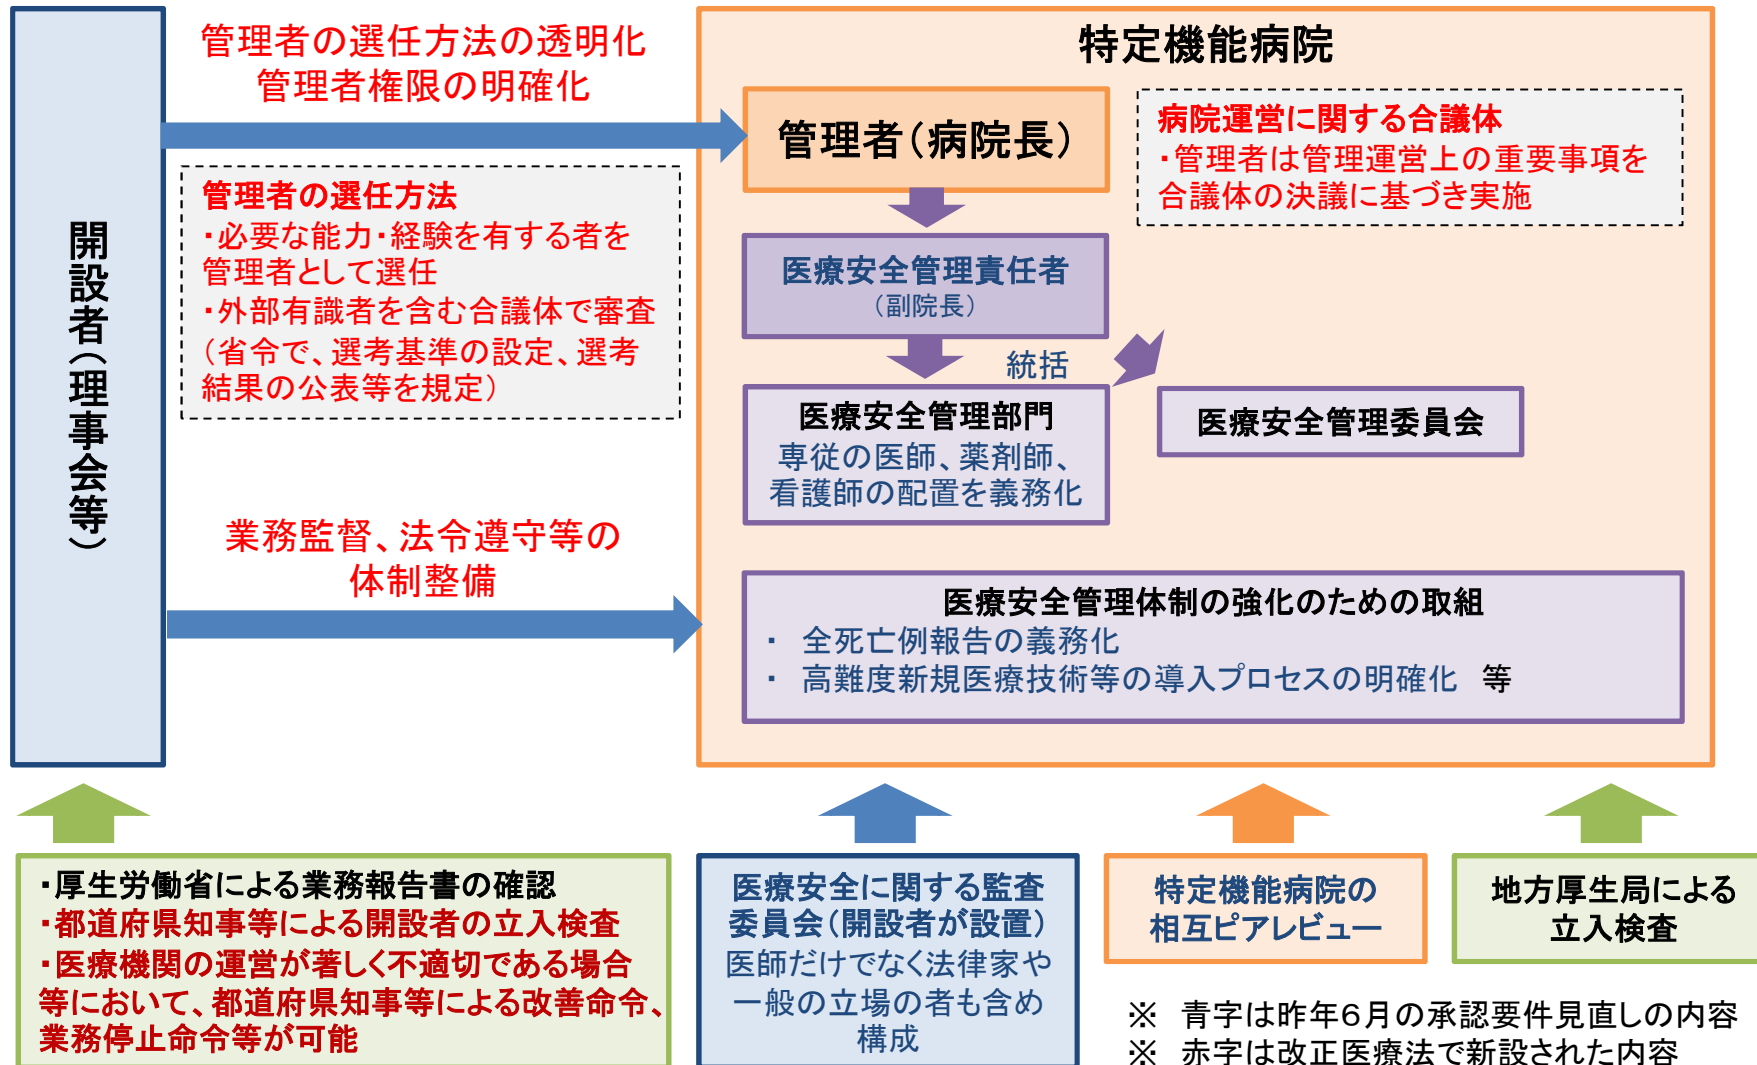 開設者(理事会等)
管理者の選任方法の透明化
管理者権限の明確化
管理者の選任方法
・必要な能力・経験を有する者を
管理者として選任
・外部有識者を含む合議体で審査
(省令で、選考基準の設定、選考
結果の公表等を規定)
業務監督、法令遵守等の
体制整備
特定機能病院
管理者(病院長)
病院運営に関する合議体
・管理者は管理運営上の重要事項を
合議体の決議に基づき実施
医療安全管理責任者
(副院長)
統括
医療安全管理部門
専従の医師、薬剤師、
看護師の配置を義務化
医療安全管理委員会
医療安全管理体制の強化のための取組
・ 全死亡例報告の義務化
・ 高難度新規医療技術等の導入プロセスの明確化 等
・厚生労働省による業務報告書の確認
・都道府県知事等による開設者の立入検査
・医療機関の運営が著しく不適切である場合
等において、都道府県知事等による改善命令、
業務停止命令等が可能
医療安全に関する監査
委員会(開設者が設置)
医師だけでなく法律家や
一般の立場の者も含め
構成
特定機能病院の
相互ピアレビュー
地方厚生局による
立入検査
※ 青字は昨年6月の承認要件見直しの内容
※ 赤字は改正医療法で新設された内容